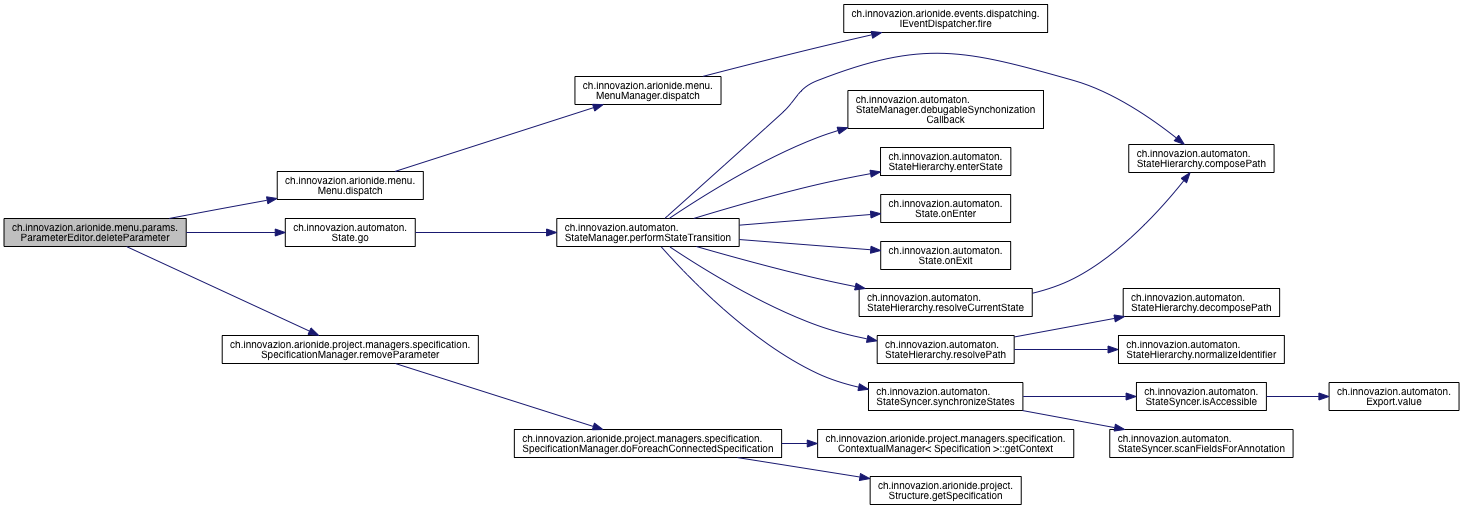 ch.innovazion.arionide.menu.params.
ParameterEditor.deleteParameter
ch.innovazion.arionide.menu.
Menu.dispatch
ch.innovazion.automaton.
State.go
ch.innovazion.arionide.project.managers.specification.
SpecificationManager.removeParameter
ch.innovazion.arionide.menu.
MenuManager.dispatch
ch.innovazion.automaton.
StateManager.performStateTransition
ch.innovazion.arionide.project.managers.specification.
SpecificationManager.doForeachConnectedSpecification
ch.innovazion.arionide.events.dispatching.
IEventDispatcher.fire
ch.innovazion.automaton.
StateManager.debugableSynchonization
Callback
ch.innovazion.automaton.
StateHierarchy.enterState
ch.innovazion.automaton.
State.onEnter
ch.innovazion.automaton.
State.onExit
ch.innovazion.automaton.
StateHierarchy.resolveCurrentState
ch.innovazion.automaton.
StateHierarchy.resolvePath
ch.innovazion.automaton.
StateSyncer.synchronizeStates
ch.innovazion.arionide.project.managers.specification.
ContextualManager< Specification >::getContext
ch.innovazion.arionide.project.
Structure.getSpecification
ch.innovazion.automaton.
StateHierarchy.composePath
ch.innovazion.automaton.
StateHierarchy.decomposePath
ch.innovazion.automaton.
StateHierarchy.normalizeIdentifier
ch.innovazion.automaton.
StateSyncer.isAccessible
ch.innovazion.automaton.
StateSyncer.scanFieldsForAnnotation
ch.innovazion.automaton.
Export.value